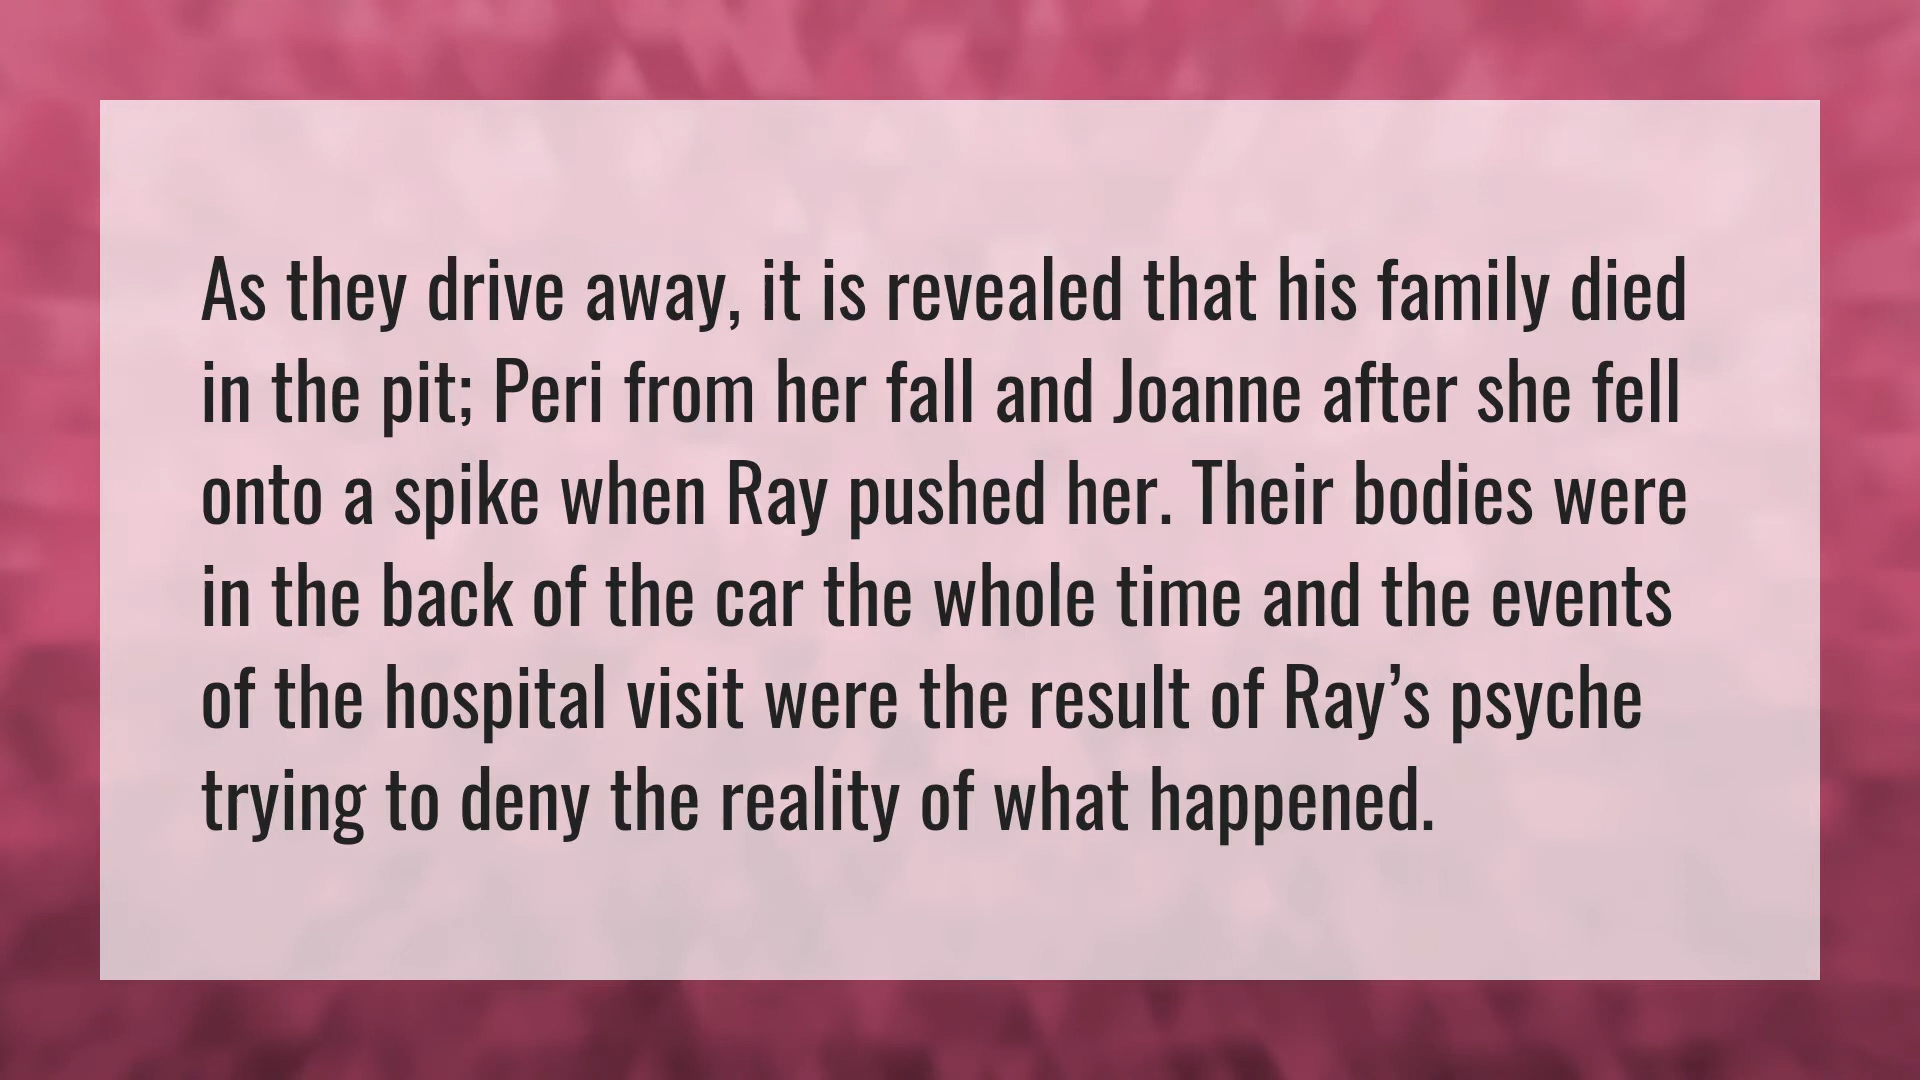 As they drive away, it is revealed that his family died
in the pit; Peri from her fall and Joanne after she fell
onto a spike when Ray pushed her. Their bodies were
in the back of the car the whole time and the events
of the hospital visit were the result of Ray’s psyche
trying to deny the reality of what happened.